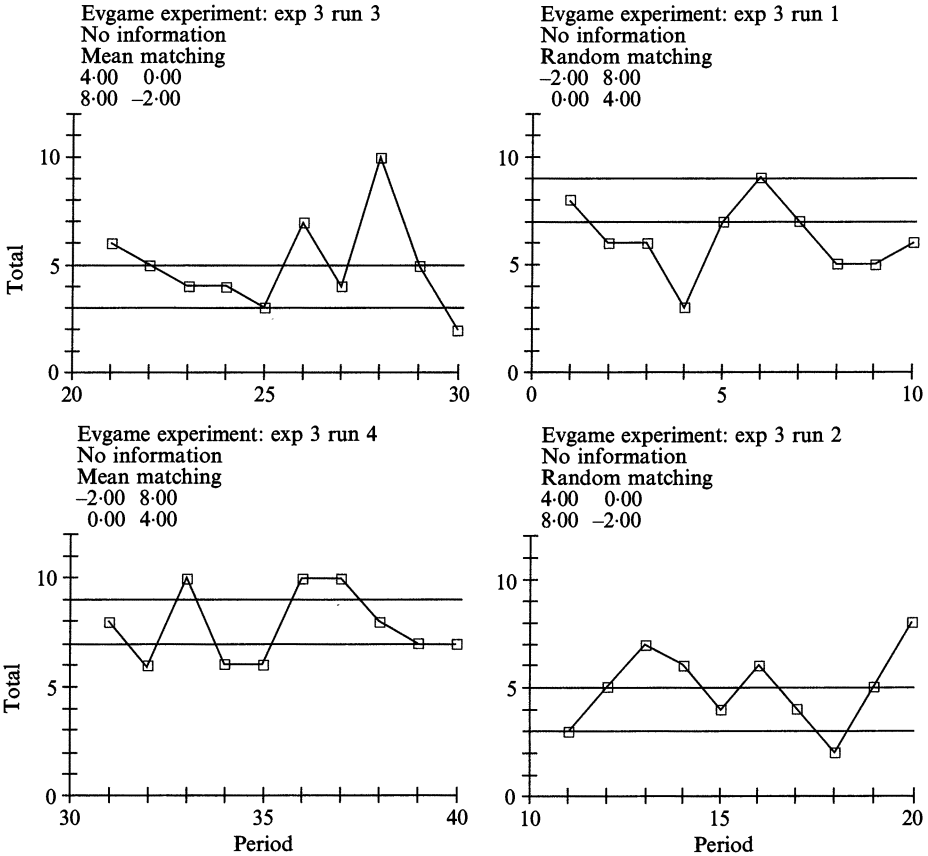 Evgame experiment: exp 3 run 3
No information
Mean matching
4·00 0·00
8·00 –2·00
10
5
0
20 25 30
Total
Evgame experiment: exp 3 run 1
No information
Random matching
–2·00 8·00
0·00 4·00
10
5
0
0 5 10
Evgame experiment: exp 3 run 4
No information
Mean matching
–2·00 8·00
0·00 4·00
10
5
0
30 35 40
Total
Period
Evgame experiment: exp 3 run 2
No information
Random matching
4·00 0·00
8·00 –2·00
10
5
0
10 15 20
Period